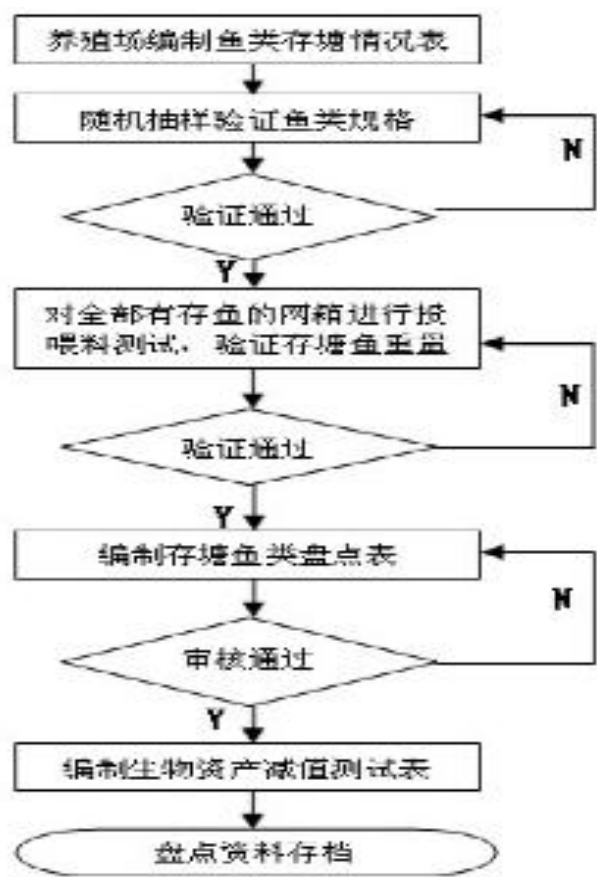 养殖场编制鱼类存塘情况表
随机抽样验证鱼类规格
N
验证通过
Y
对全部有存鱼的网箱进行投
喂料测试，验证存塘鱼重量
N
验证通过
Y
编制存塘鱼类盘点表
N
审核通过
Y
编制生物资产减值测试表
盘点资料存档